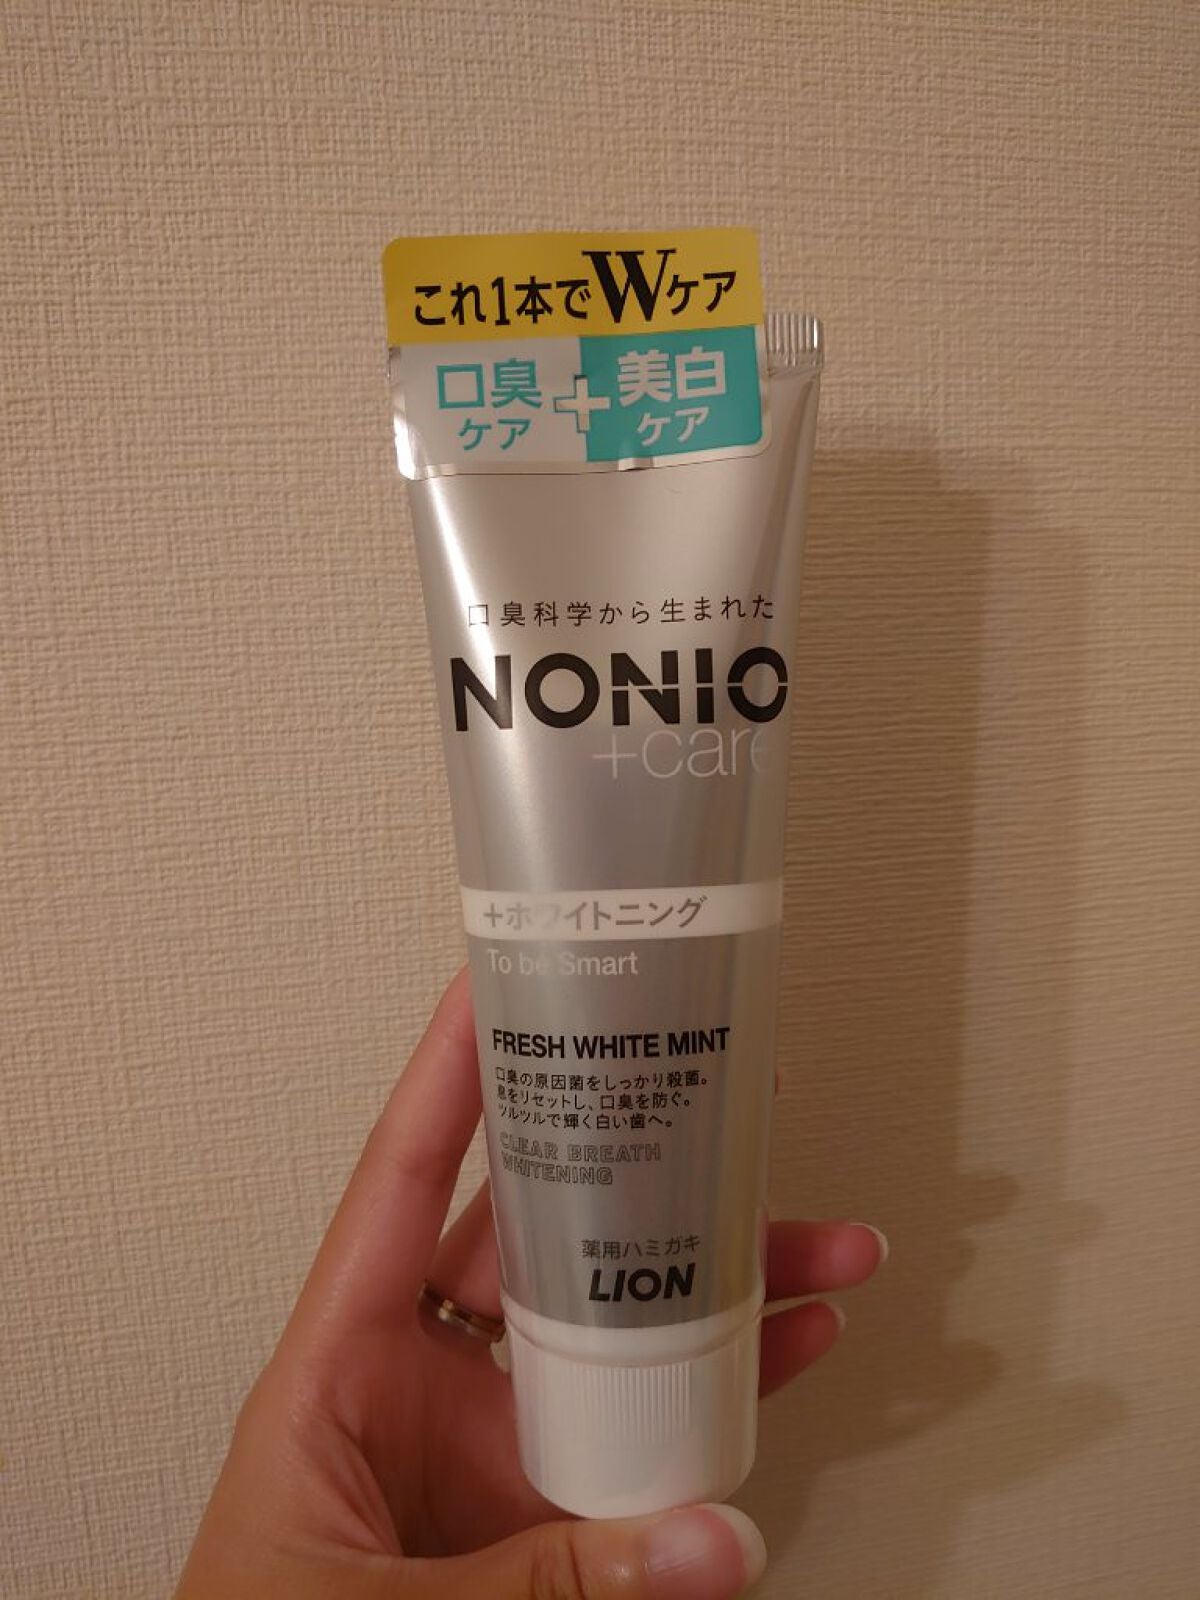 これ1本でWケア
口臭ケア + 美白ケア
口臭科学から生まれた
NONIO
+care
+ホワイトニング
To be Smart
FRESH WHITE MINT
口臭の原因菌をしっかり殺菌。
息をリセットし、口臭を防ぐ。
ツルツルで輝く白い歯へ。
CLEAR BREATH
WHITENING
薬用ハミガキ
LION